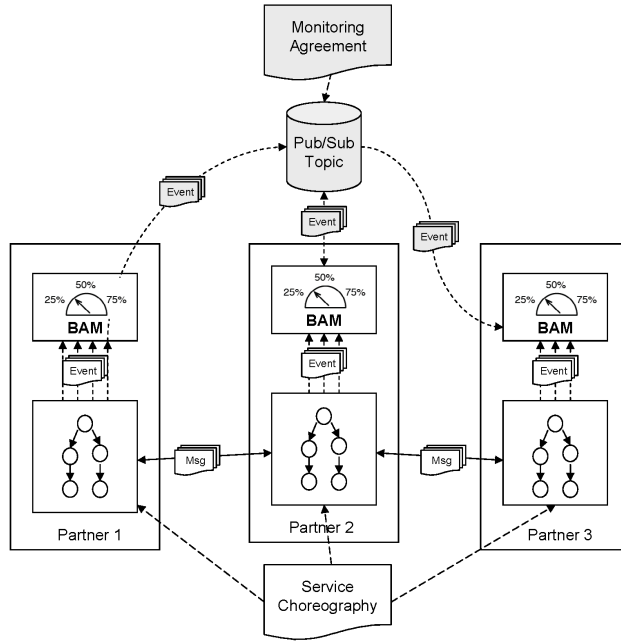 Monitoring
Agreement
Pub/Sub
Topic
Event
Event
Event
50%
25% 75%
BAM
Event
50%
25% 75%
BAM
Event
50%
25% 75%
BAM
Event
Msg
Msg
Partner 1
Partner 2
Partner 3
Service
Choreography